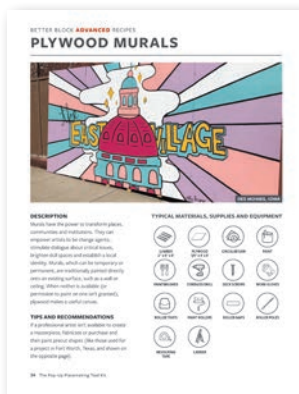 BETTER BLOCK ADVANCED RECIPES
PLYWOOD MURALS
EAST VILLAGE
DES MOINES, IOWA
DESCRIPTION
Murals have the power to transform places,
communities and institutions. They can
empower artists to be change agents,
stimulate dialogue about critical issues,
brighten dull spaces and establish a local
identity. Murals, which can be temporary or
permanent, are traditionally painted directly
onto an existing surface, such as a wall or
ceiling. When neither is available (or
permission to paint on one isn't granted),
plywood makes a useful canvas.
TIPS AND RECOMMENDATIONS
If a professional artist isn't available to create
a masterpiece, fabricate or purchase and
then paint precut shapes (like those used for
a project in Fort Worth, Texas, and shown on
the opposite page).
TYPICAL MATERIALS, SUPPLIES AND EQUIPMENT
LUMBER
PLYWOOD
CIRCULAR SAW
PAINT
PAINTBRUSHES
CORDLESS DRILL
DECK SCREWS
WORK GLOVES
ROLLER TRAYS
PAINT ROLLERS
ROLLER NAPS
ROLLER POLES
MEASURING
TAPE
LADDER
34 The Pop-Up Placemaking Tool Kit